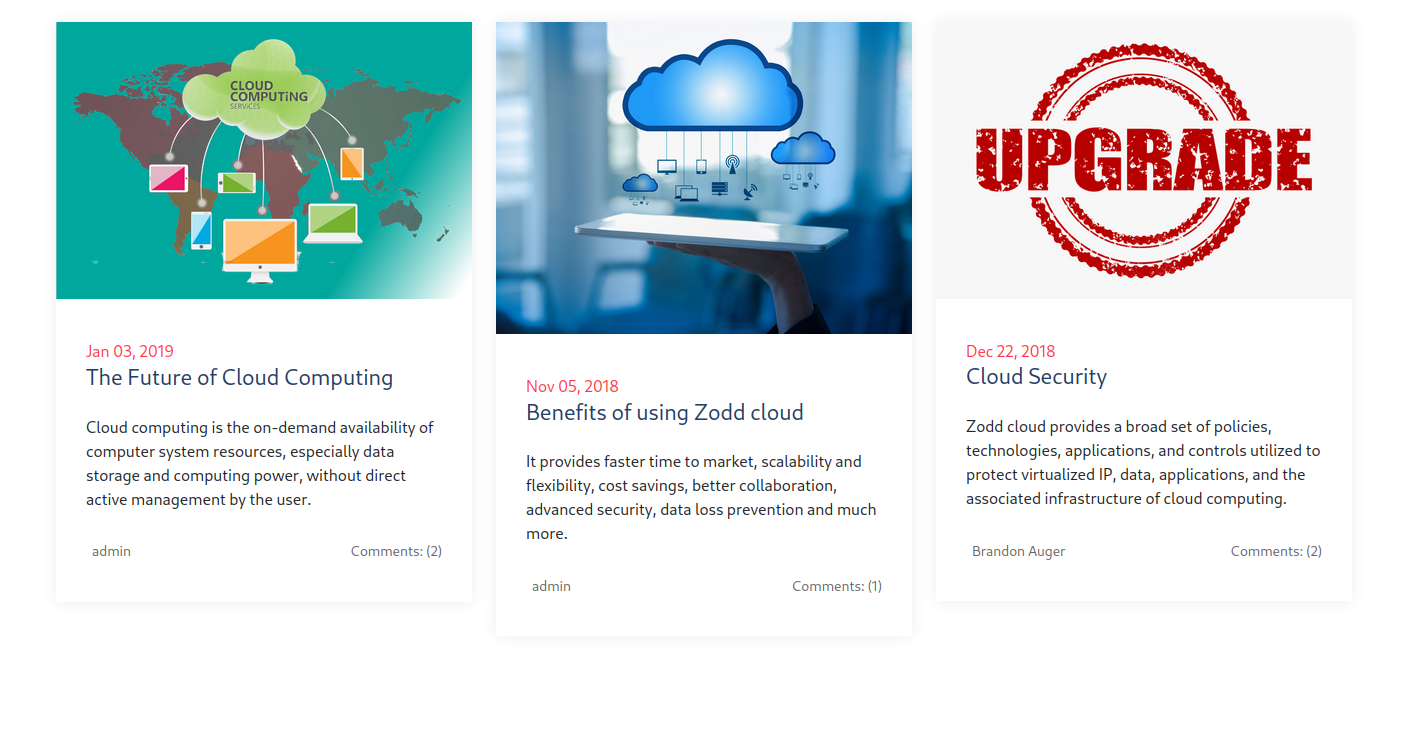 CLOUD
COMPUTiNG
SERVICES
Jan 03, 2019
The Future of Cloud Computing
Cloud computing is the on-demand availability of
computer system resources, especially data
storage and computing power, without direct
active management by the user.
admin
Comments: (2)
Nov 05, 2018
Benefits of using Zodd cloud
It provides faster time to market, scalability and
flexibility, cost savings, better collaboration,
advanced security, data loss prevention and much
more.
admin
Comments: (1)
UPGRADE
Dec 22, 2018
Cloud Security
Zodd cloud provides a broad set of policies,
technologies, applications, and controls utilized to
protect virtualized IP, data, applications, and the
associated infrastructure of cloud computing.
Brandon Auger
Comments: (2)